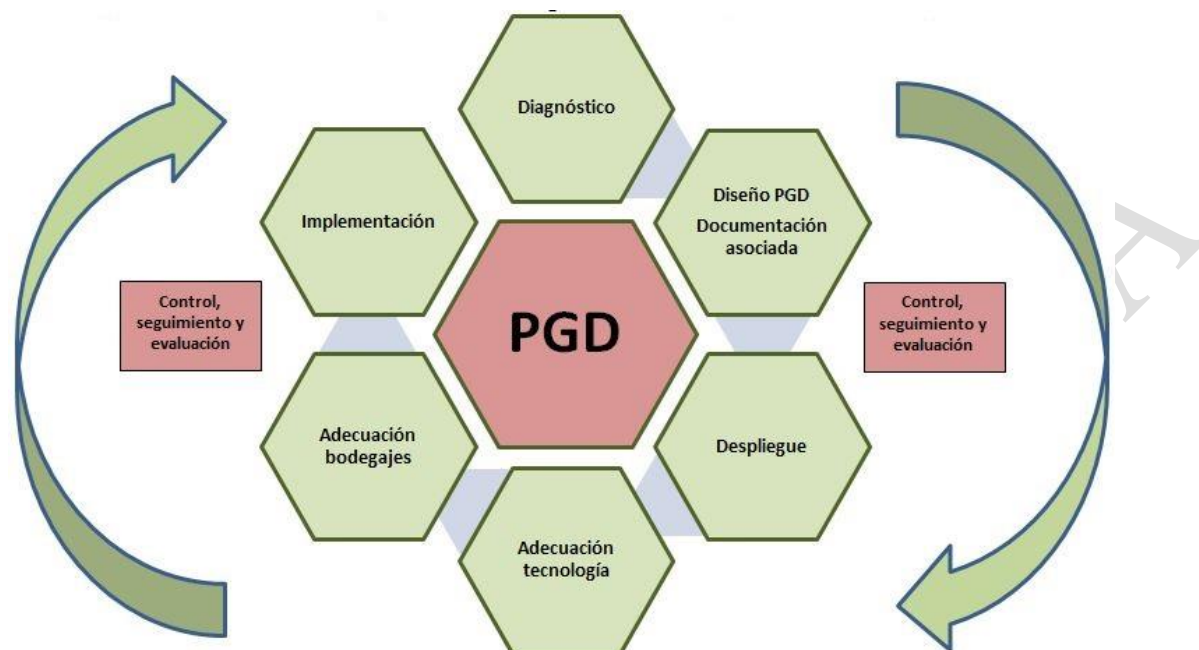 Diagnóstico
Diseño PGD
Documentación
asociada
Implementación
Control,
seguimiento y
evaluación
PGD
Control,
seguimiento y
evaluación
Adecuación
bodegajes
Despliegue
Adecuación
tecnología
A